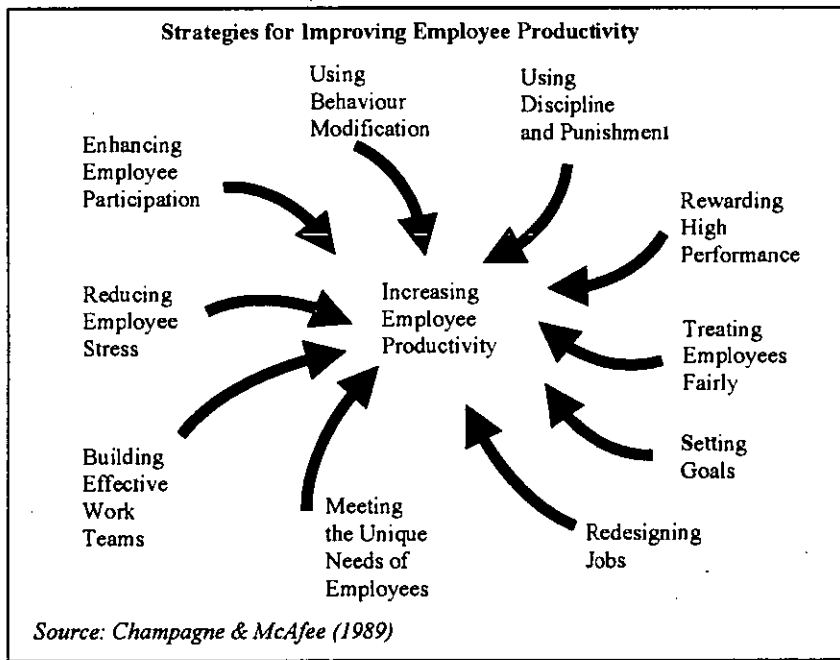 Strategies for Improving Employee Productivity
Using
Behaviour
Modification
Using
Discipline
and Punishment
Enhancing
Employee
Participation
Rewarding
High
Performance
Reducing
Employee
Stress
Increasing
Employee
Productivity
Treating
Employees
Fairly
Building
Effective
Work
Teams
Meeting
the Unique
Needs of
Employees
Redesigning
Jobs
Setting
Goals
Source: Champagne & McAfee (1989)